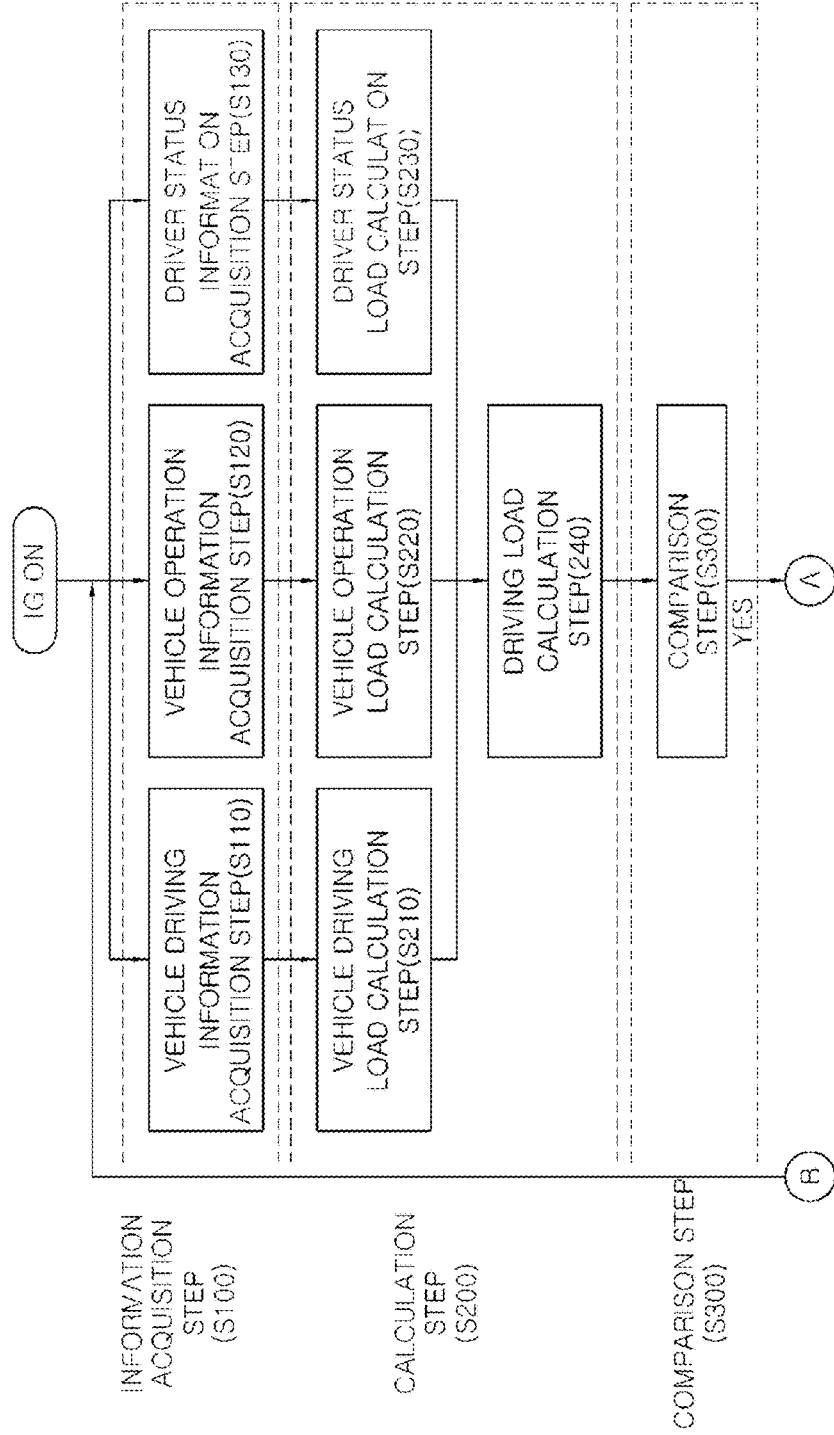 IG ON
INFORMATION
ACQUISITION
STEP
(S100)
VEHICLE DRIVING
INFORMATION
ACQUISITION STEP(S110)
VEHICLE OPERATION
INFORMATION
ACQUISITION STEP(S120)
DRIVER STATUS
INFORMATION
ACQUISITION STEP(S130)
CALCULATION
STEP
(S200)
VEHICLE DRIVING
LOAD CALCULATION
STEP(S210)
VEHICLE OPERATION
LOAD CALCULATION
STEP(S220)
DRIVER STATUS
LOAD CALCULATION
STEP(S230)
DRIVING LOAD
CALCULATION
STEP(240)
COMPARISON STEP
(S300)
COMPARISON
STEP(S300)
YES
B
A